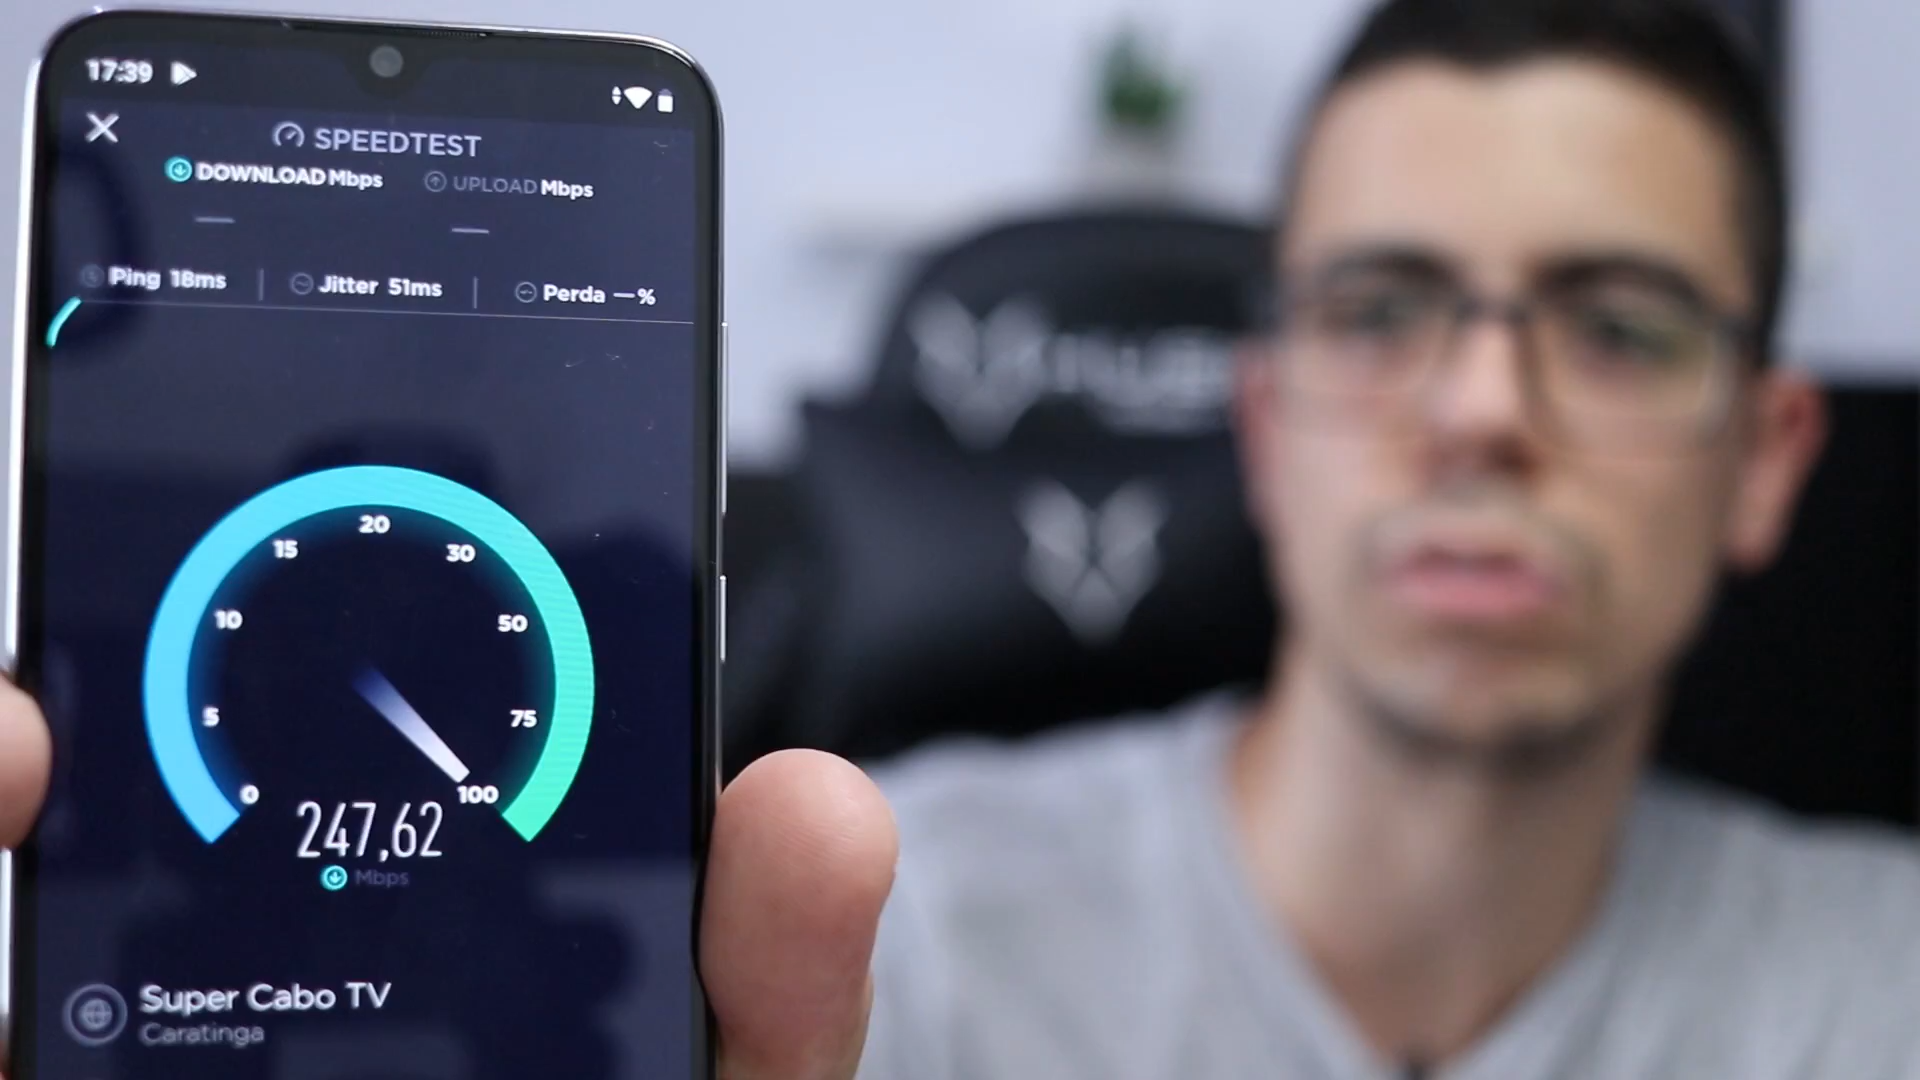 17:39
SPEEDTEST
DOWNLOAD Mbps UPLOAD Mbps
— —
Ping 18ms Jitter 51ms Perda —%
20
15 30
10 50
5 75
0 100
247,62
Mbps
Super Cabo TV
Caratinga